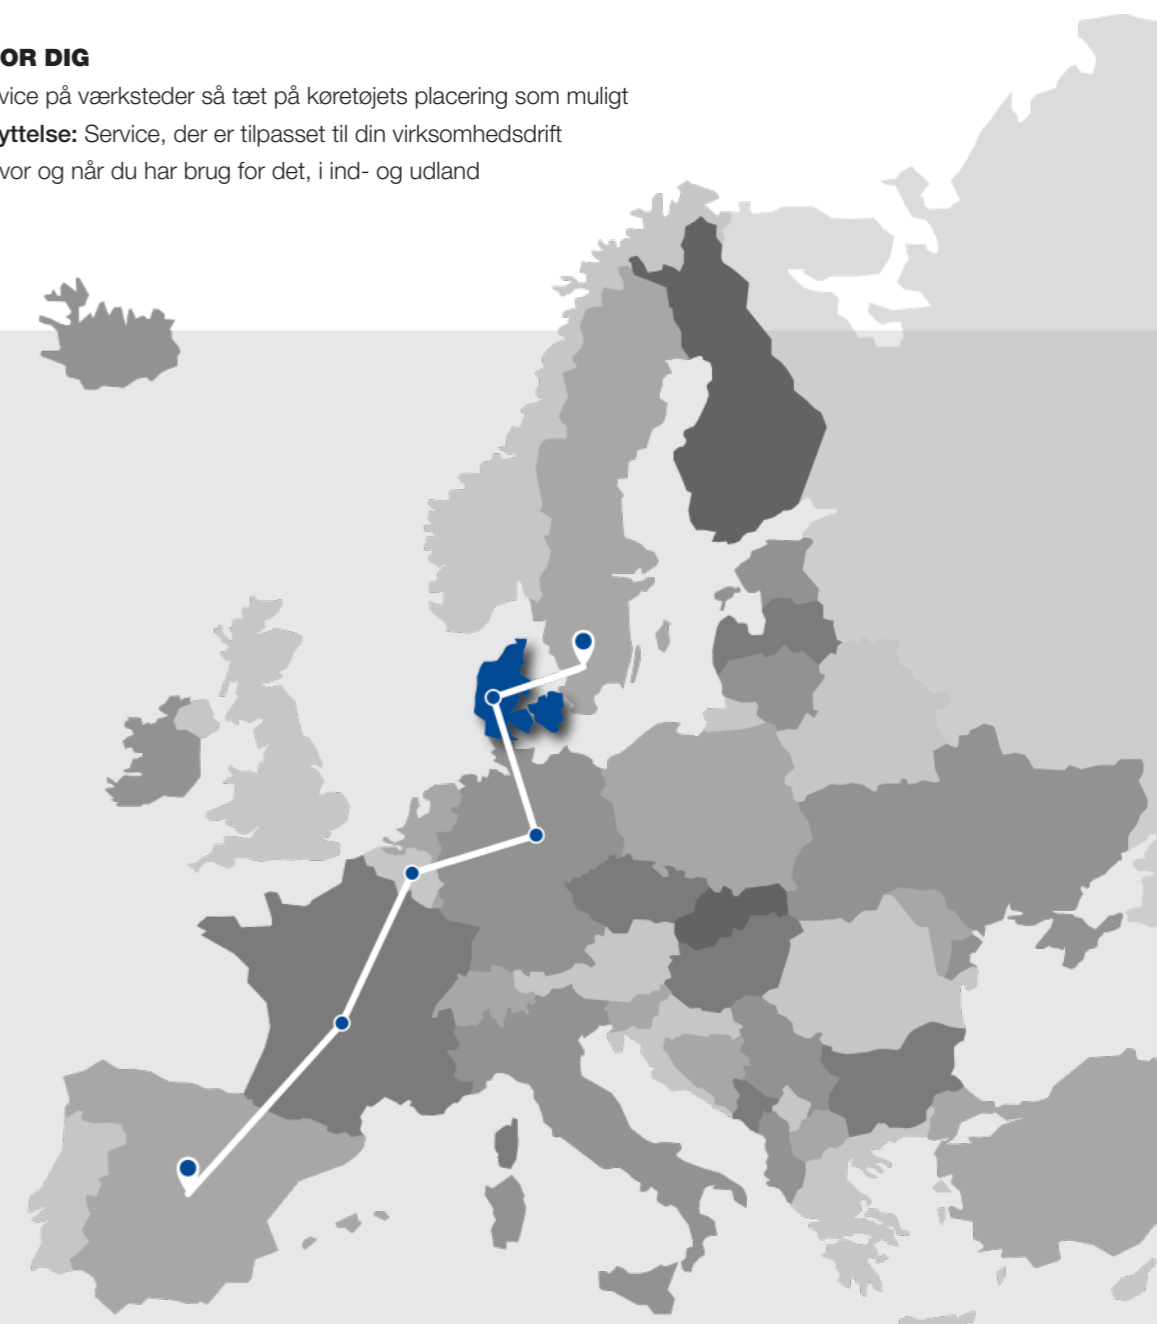 OR DIG
vice på værksteder så tæt på køretøjets placering som muligt
yttelse: Service, der er tilpasset til din virksomhedsdrift
vor og når du har brug for det, i ind- og udland